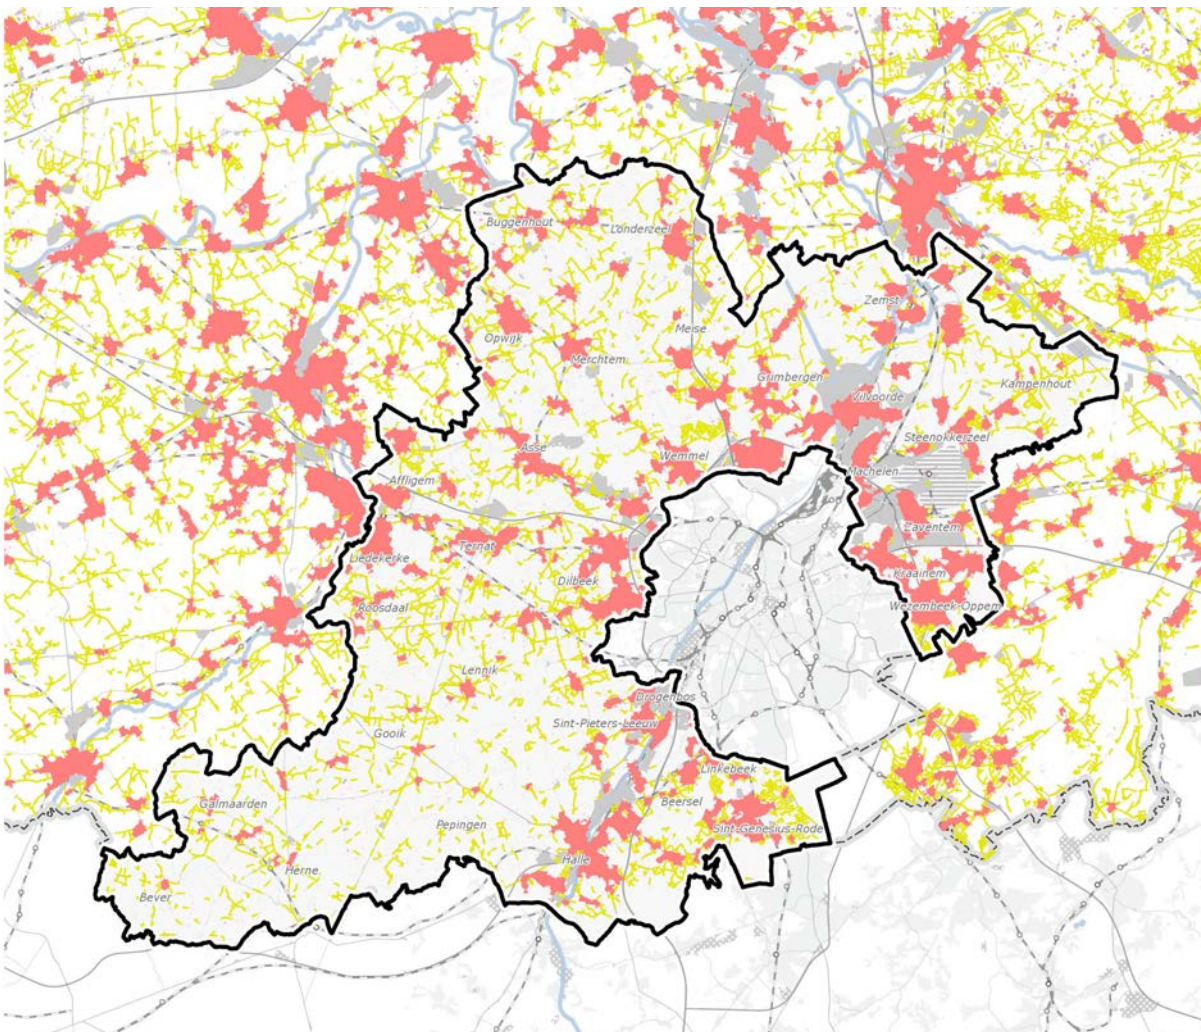 Buggenhout
Londerzeel
Zemst
Meise
Opwijk
Merchtem
Grimbergen
Kampenhout
Vilvoorde
Steenokkerzeel
Asse
Wemmel
Machelen
Affligem
Zaventem
Ternat
Liedekerke
Dilbeek
Kraainem
Roosdaal
Wezembeek-Oppem
Lennik
Drogenbos
Sint-Pieters-Leeuw
Gooik
Linkebeek
Galmaarden
Beersel
Pepingen
Sint-Genesius-Rode
Halle
Herne
Bever